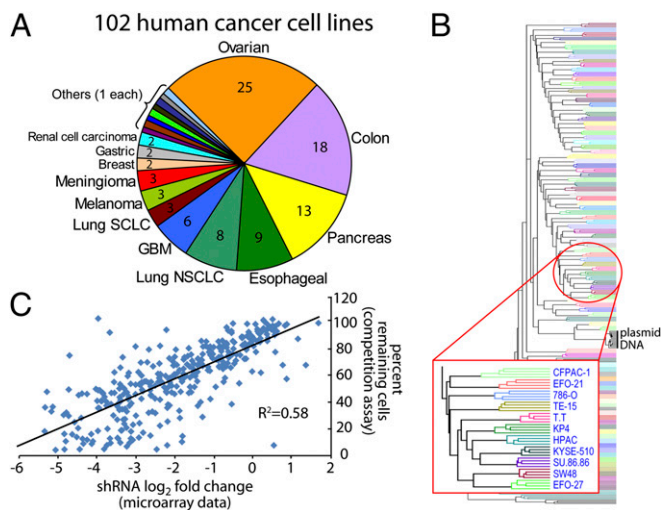 A
102 human cancer cell lines
Ovarian
25
Others (1 each)
Colon
18
Renal cell carcinoma
2
Gastric
2
Breast
2
Meningioma
3
Melanoma
3
Lung SCLC
3
GBM
6
Lung NSCLC
8
Esophageal
9
Pancreas
13
B
plasmid
DNA
CFPAC-1
EFO-21
786-O
TE-15
T.T
KP4
HPAC
KYSE-510
SU.86.86
SW48
EFO-27
C
120
100
80
60
40
20
0
percent
remaining cells
(competition assay)
R²=0.58
-6 -5 -4 -3 -2 -1 0 1 2
shRNA log₂ fold change
(microarray data)